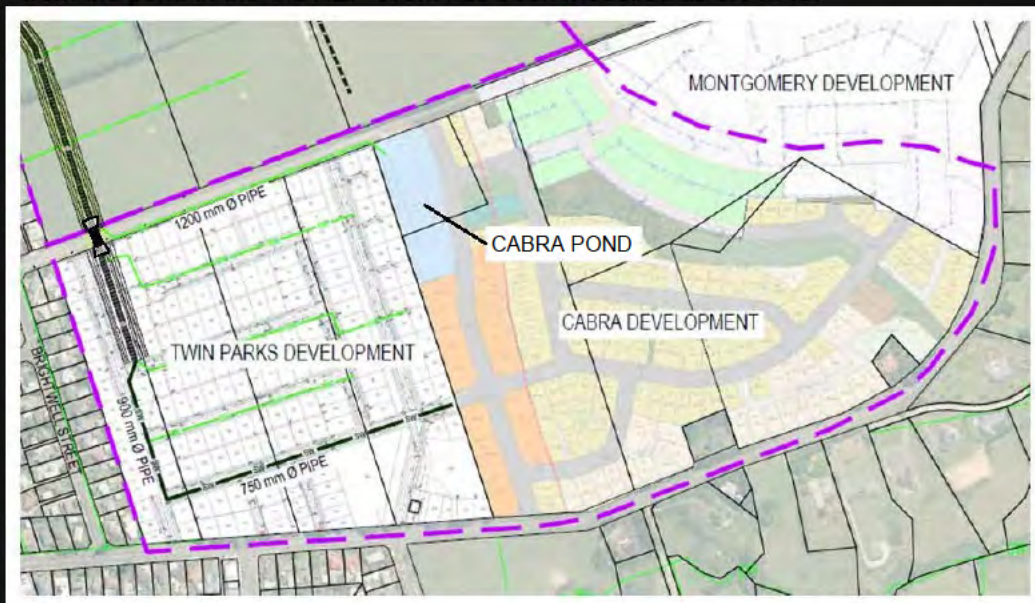 MONTGOMERY DEVELOPMENT
1200 mm Ø PIPE
CABRA POND
CABRA DEVELOPMENT
TWIN PARKS DEVELOPMENT
BRIGHTWELL STREET
900 mm Ø PIPE
SW
750 mm Ø PIPE